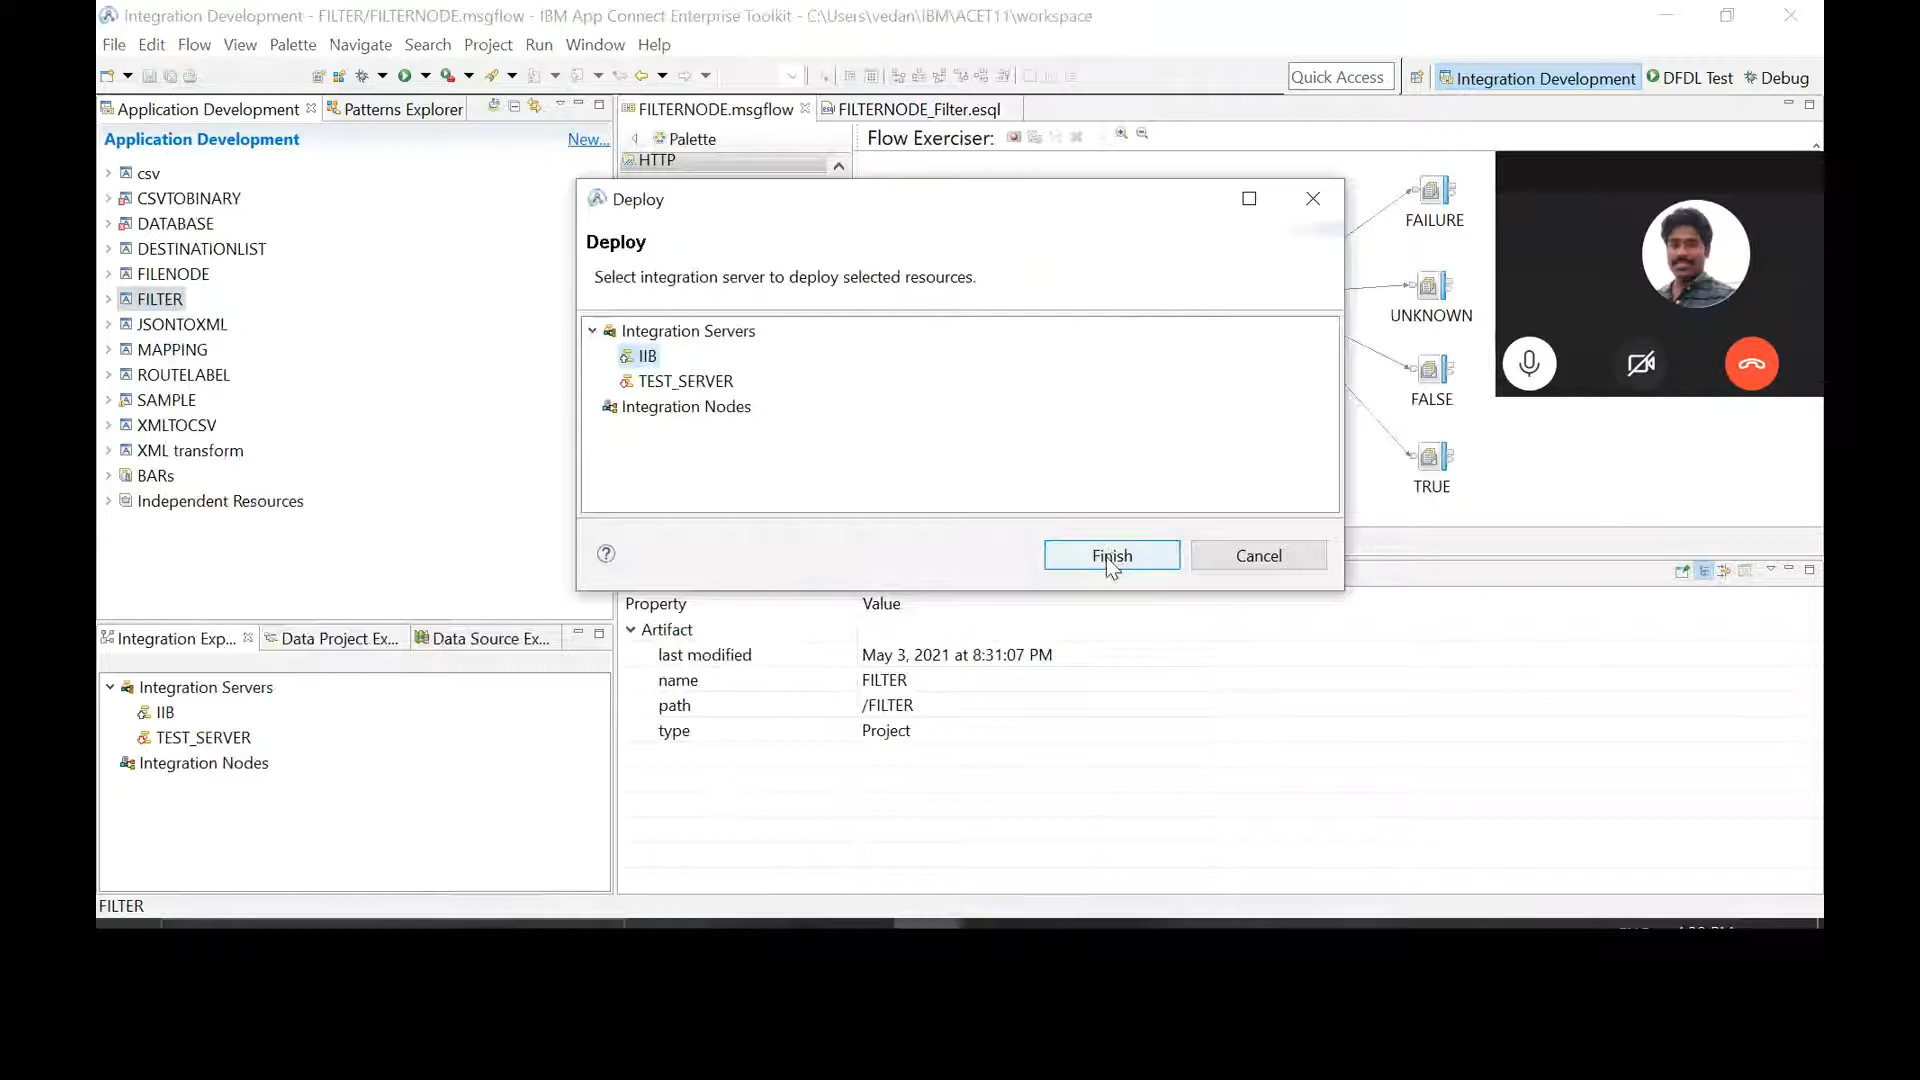 Integration Development - FILTER/FILTERNODE.msgflow - IBM App Connect Enterprise Toolkit - C:\Users\vedan\IBM\ACET11\workspace
File Edit Flow View Palette Navigate Search Project Run Window Help
Quick Access Integration Development DFDL Test Debug
Application Development Patterns Explorer FILTERNODE.msgflow FILTERNODE_Filter.esql
Application Development New... Palette Flow Exerciser:
HTTP
csv
CSVTOBINARY
DATABASE
DESTINATIONLIST
FILENODE
FILTER
JSONTOXML
MAPPING
ROUTELABEL
SAMPLE
XMLTOCSV
XML transform
BARs
Independent Resources
Deploy
Deploy
Select integration server to deploy selected resources.
Integration Servers
IIB
TEST_SERVER
Integration Nodes
Finish Cancel
FAILURE
UNKNOWN
FALSE
TRUE
Property Value
Artifact
last modified May 3, 2021 at 8:31:07 PM
name FILTER
path /FILTER
type Project
Integration Exp... Data Project Ex... Data Source Ex...
Integration Servers
IIB
TEST_SERVER
Integration Nodes
FILTER